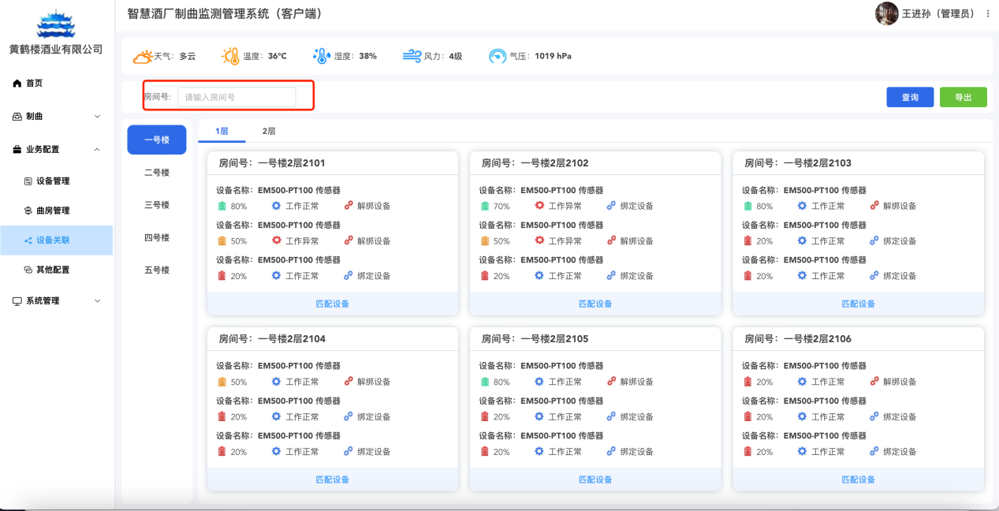 智慧酒厂制曲监测管理系统（客户端）
王进孙（管理员）
黄鹤楼酒业有限公司
首页
制曲
业务配置
设备管理
曲房管理
设备关联
其他配置
系统管理
天气： 多云
温度： 36°C
湿度： 38%
风力： 4级
气压： 1019 hPa
房间号: 请输入房间号
查询
导出
一号楼
二号楼
三号楼
四号楼
五号楼
1层 2层
房间号： 一号楼2层2101
设备名称： EM500-PT100 传感器
80% 工作正常 解绑设备
设备名称： EM500-PT100 传感器
50% 工作异常 解绑设备
设备名称： EM500-PT100 传感器
20% 工作正常 绑定设备
匹配设备
房间号： 一号楼2层2102
设备名称： EM500-PT100 传感器
70% 工作异常 绑定设备
设备名称： EM500-PT100 传感器
50% 工作异常 解绑设备
设备名称： EM500-PT100 传感器
20% 工作正常 绑定设备
匹配设备
房间号： 一号楼2层2103
设备名称： EM500-PT100 传感器
80% 工作正常 解绑设备
设备名称： EM500-PT100 传感器
20% 工作正常 绑定设备
设备名称： EM500-PT100 传感器
20% 工作正常 绑定设备
匹配设备
房间号： 一号楼2层2104
设备名称： EM500-PT100 传感器
50% 工作正常 解绑设备
设备名称： EM500-PT100 传感器
20% 工作正常 绑定设备
设备名称： EM500-PT100 传感器
20% 工作正常 绑定设备
匹配设备
房间号： 一号楼2层2105
设备名称： EM500-PT100 传感器
80% 工作正常 解绑设备
设备名称： EM500-PT100 传感器
20% 工作正常 绑定设备
设备名称： EM500-PT100 传感器
20% 工作正常 绑定设备
匹配设备
房间号： 一号楼2层2106
设备名称： EM500-PT100 传感器
20% 工作正常 解绑设备
设备名称： EM500-PT100 传感器
20% 工作正常 绑定设备
设备名称： EM500-PT100 传感器
20% 工作正常 绑定设备
匹配设备